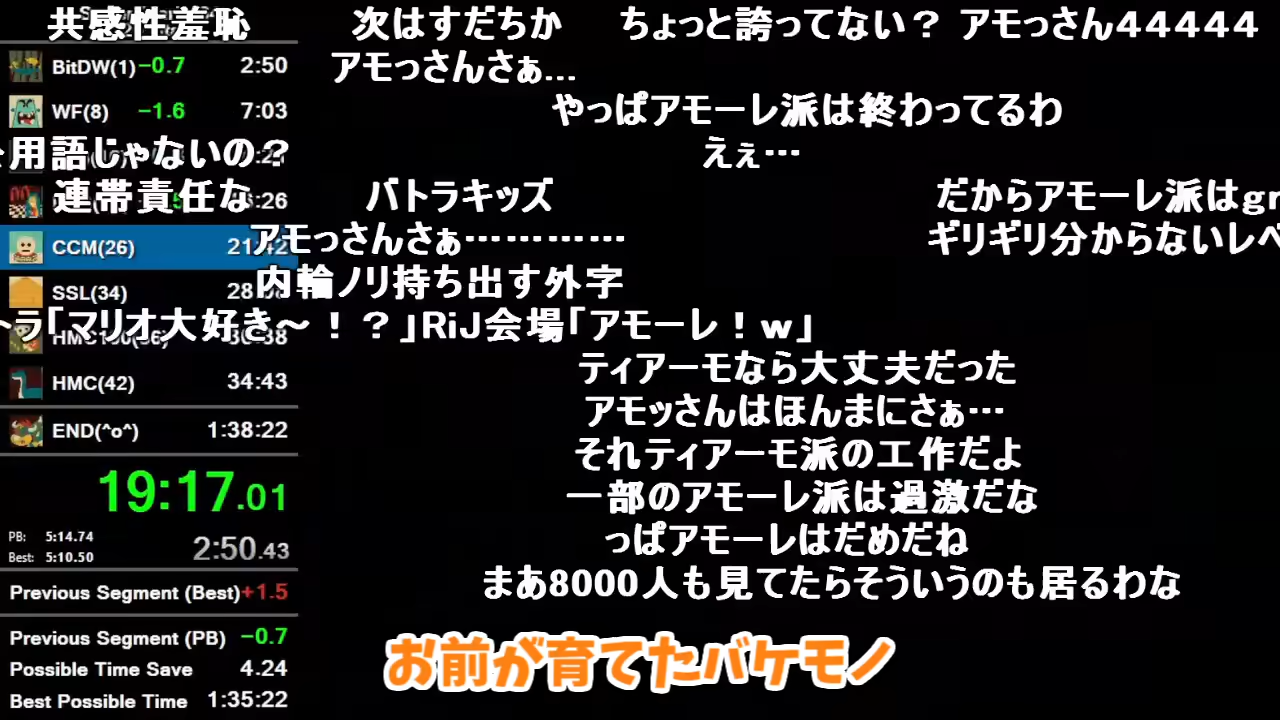 共感性羞恥
次はすだちか
ちょっと誇ってない？
アモっさん４４４４４
BitDW(1) −0.7 2:50
アモっさんさぁ…
WF(8) −1.6 7:03
やっぱアモーレ派は終わってるわ
用語じゃないの？
えぇ…
連帯責任な
バトラキッズ
だからアモーレ派はgr
CCM(26)
アモっさんさぁ…………
ギリギリ分からないレベ
SSL(34)
内輪ノリ持ち出す外字
トラ「マリオ大好き～！？」RiJ会場「アモーレ！ｗ」
ティアーモなら大丈夫だった
HMC(42) 34:43
アモッさんはほんまにさぁ…
END(^o^) 1:38:22
それティアーモ派の工作だよ
19:17.01
一部のアモーレ派は過激だな
PB: 5:14.74
Best: 5:10.50
2:50.43
っぱアモーレはだめだね
まあ8000人も見てたらそういうのも居るわな
Previous Segment (Best) +1.5
Previous Segment (PB) −0.7
お前が育てたバケモノ
Possible Time Save 4.24
Best Possible Time 1:35:22